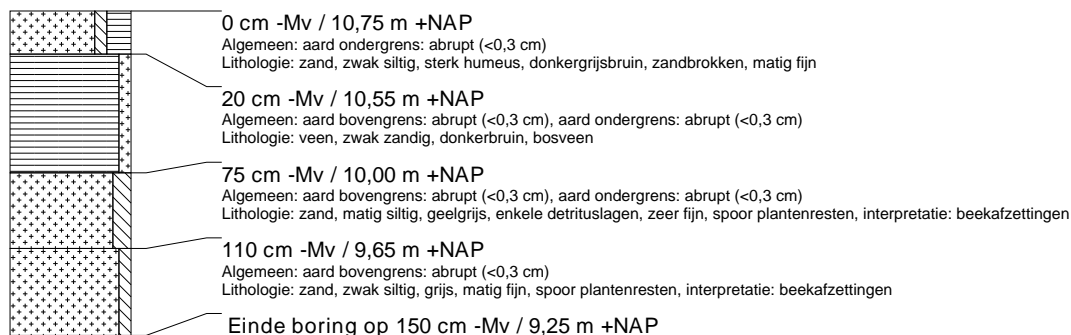 0 cm -Mv / 10,75 m +NAP
Algemeen: aard ondergrens: abrupt (<0,3 cm)
Lithologie: zand, zwak siltig, sterk humeus, donkergrijsbruin, zandbrokken, matig fijn
20 cm -Mv / 10,55 m +NAP
Algemeen: aard bovengrens: abrupt (<0,3 cm), aard ondergrens: abrupt (<0,3 cm)
Lithologie: veen, zwak zandig, donkerbruin, bosveen
75 cm -Mv / 10,00 m +NAP
Algemeen: aard bovengrens: abrupt (<0,3 cm), aard ondergrens: abrupt (<0,3 cm)
Lithologie: zand, matig siltig, geelgrijs, enkele detrituslagen, zeer fijn, spoor plantenresten, interpretatie: beekafzettingen
110 cm -Mv / 9,65 m +NAP
Algemeen: aard bovengrens: abrupt (<0,3 cm)
Lithologie: zand, zwak siltig, grijs, matig fijn, spoor plantenresten, interpretatie: beekafzettingen
Einde boring op 150 cm -Mv / 9,25 m +NAP